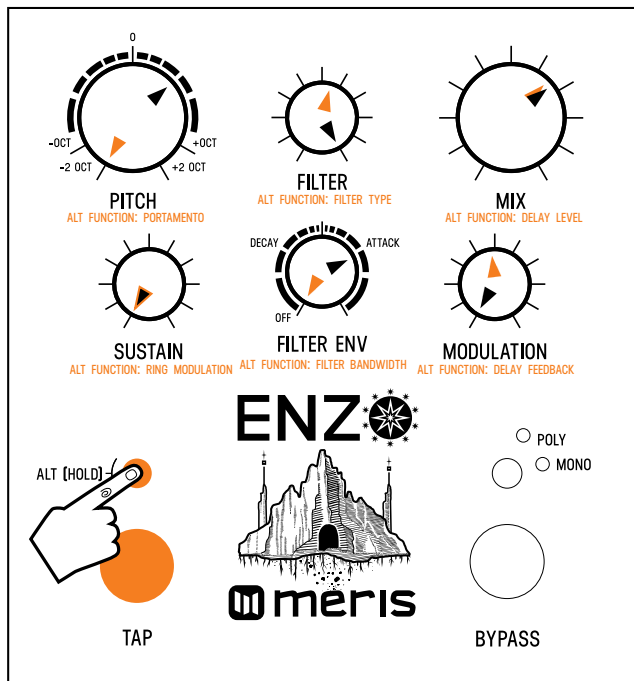 0
-OCT
+OCT
-2 OCT
+2 OCT
PITCH
ALT FUNCTION: PORTAMENTO
FILTER
ALT FUNCTION: FILTER TYPE
MIX
ALT FUNCTION: DELAY LEVEL
DECAY
ATTACK
OFF
SUSTAIN
ALT FUNCTION: RING MODULATION
FILTER ENV
ALT FUNCTION: FILTER BANDWIDTH
MODULATION
ALT FUNCTION: DELAY FEEDBACK
ENZO
POLY
MONO
ALT (HOLD)
meris
TAP
BYPASS